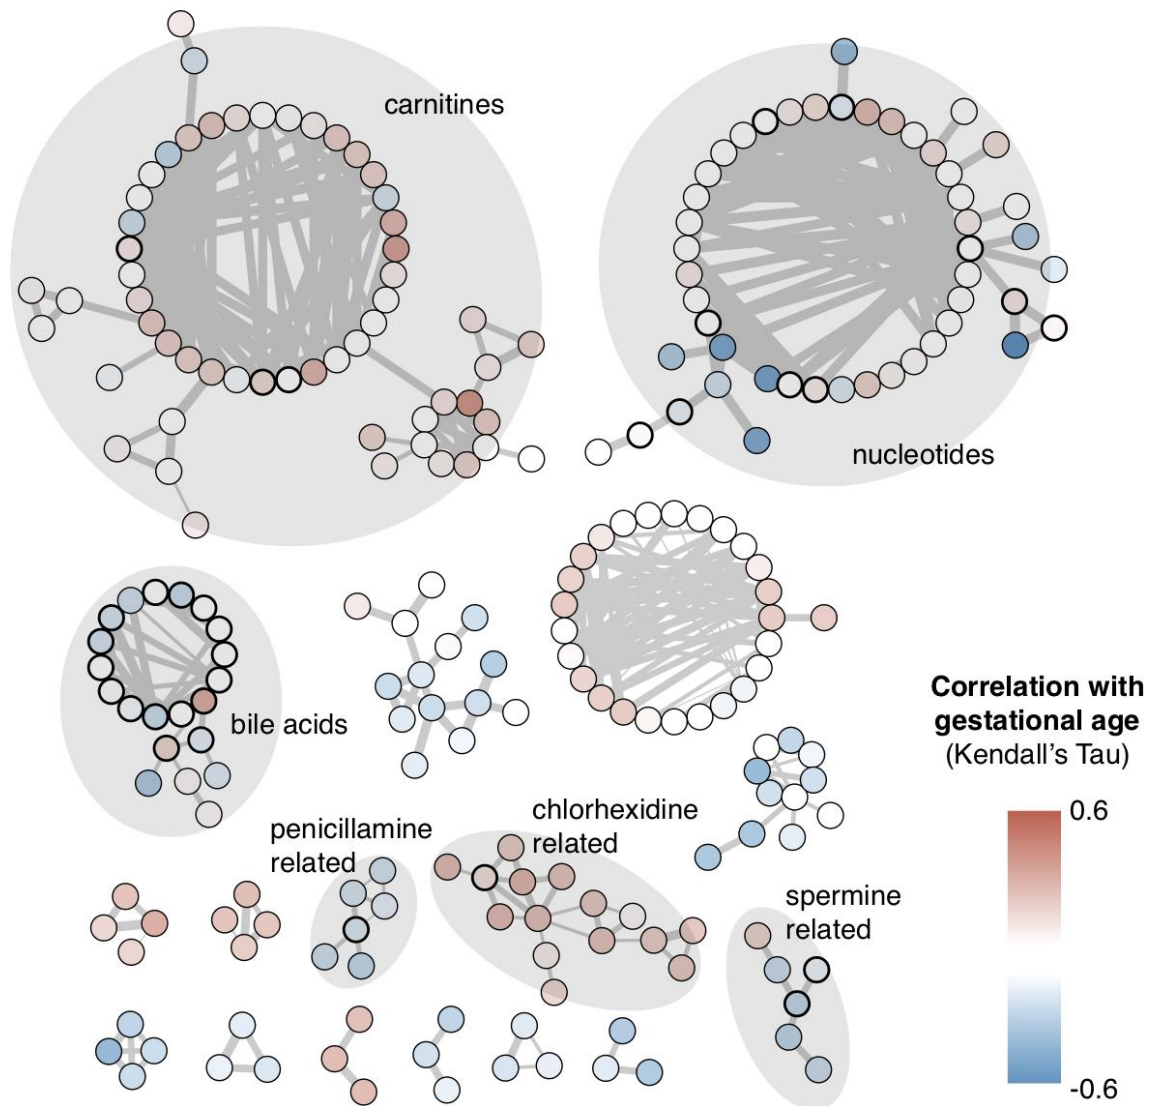 carnitines
nucleotides
bile acids
penicillamine
related
chlorhexidine
related
spermine
related
Correlation with
gestational age
(Kendall's Tau)
0.6
-0.6